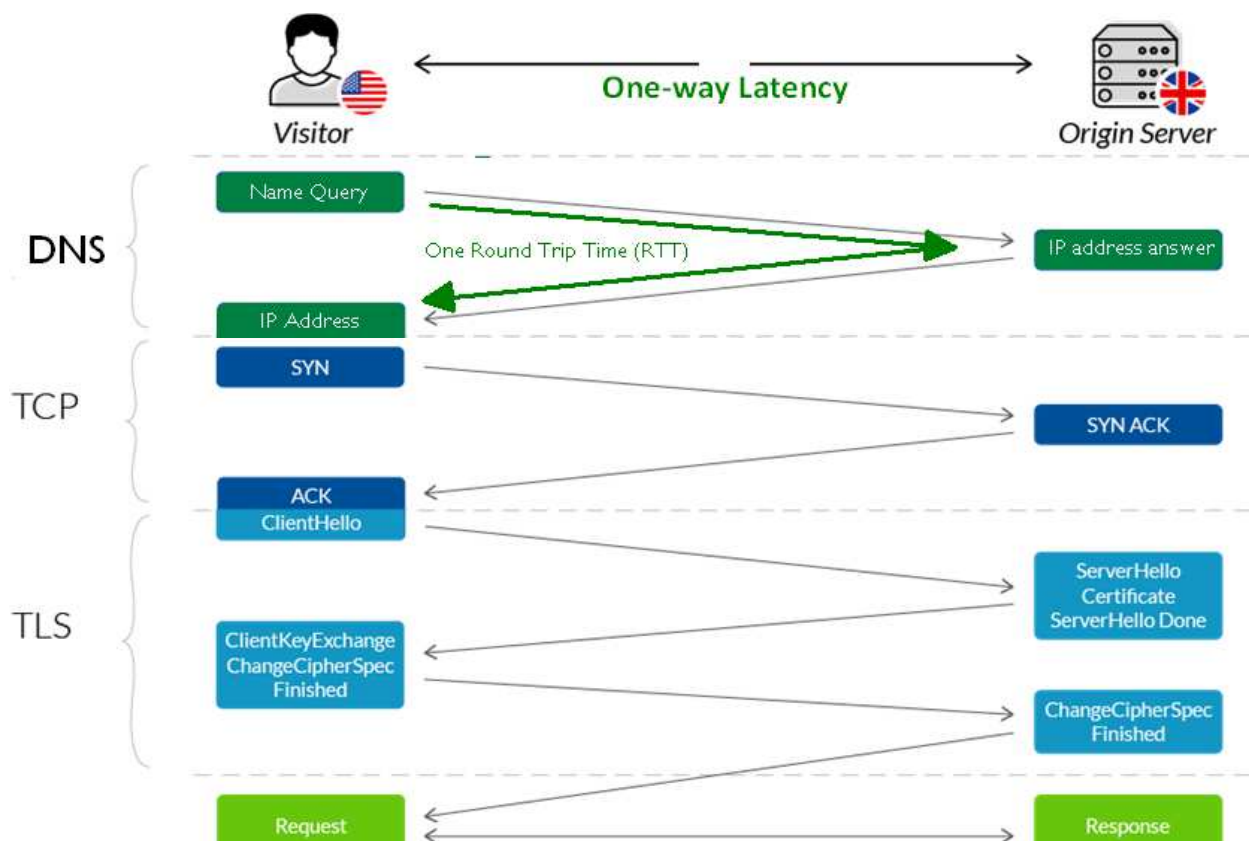 One-way Latency
Visitor
Origin Server
DNS
Name Query
One Round Trip Time (RTT)
IP address answer
IP Address
TCP
SYN
SYN ACK
ACK
ClientHello
TLS
ServerHello
Certificate
ServerHello Done
ClientKeyExchange
ChangeCipherSpec
Finished
ChangeCipherSpec
Finished
Request
Response